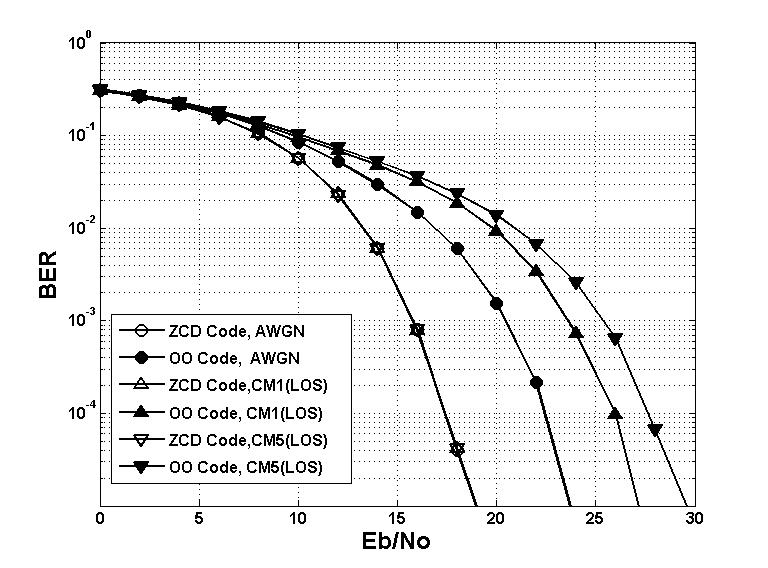 10^0
10^-1
10^-2
10^-3
10^-4
BER
ZCD Code, AWGN
OO Code, AWGN
ZCD Code,CM1(LOS)
OO Code, CM1(LOS)
ZCD Code,CM5(LOS)
OO Code, CM5(LOS)
0 5 10 15 20 25 30
Eb/No